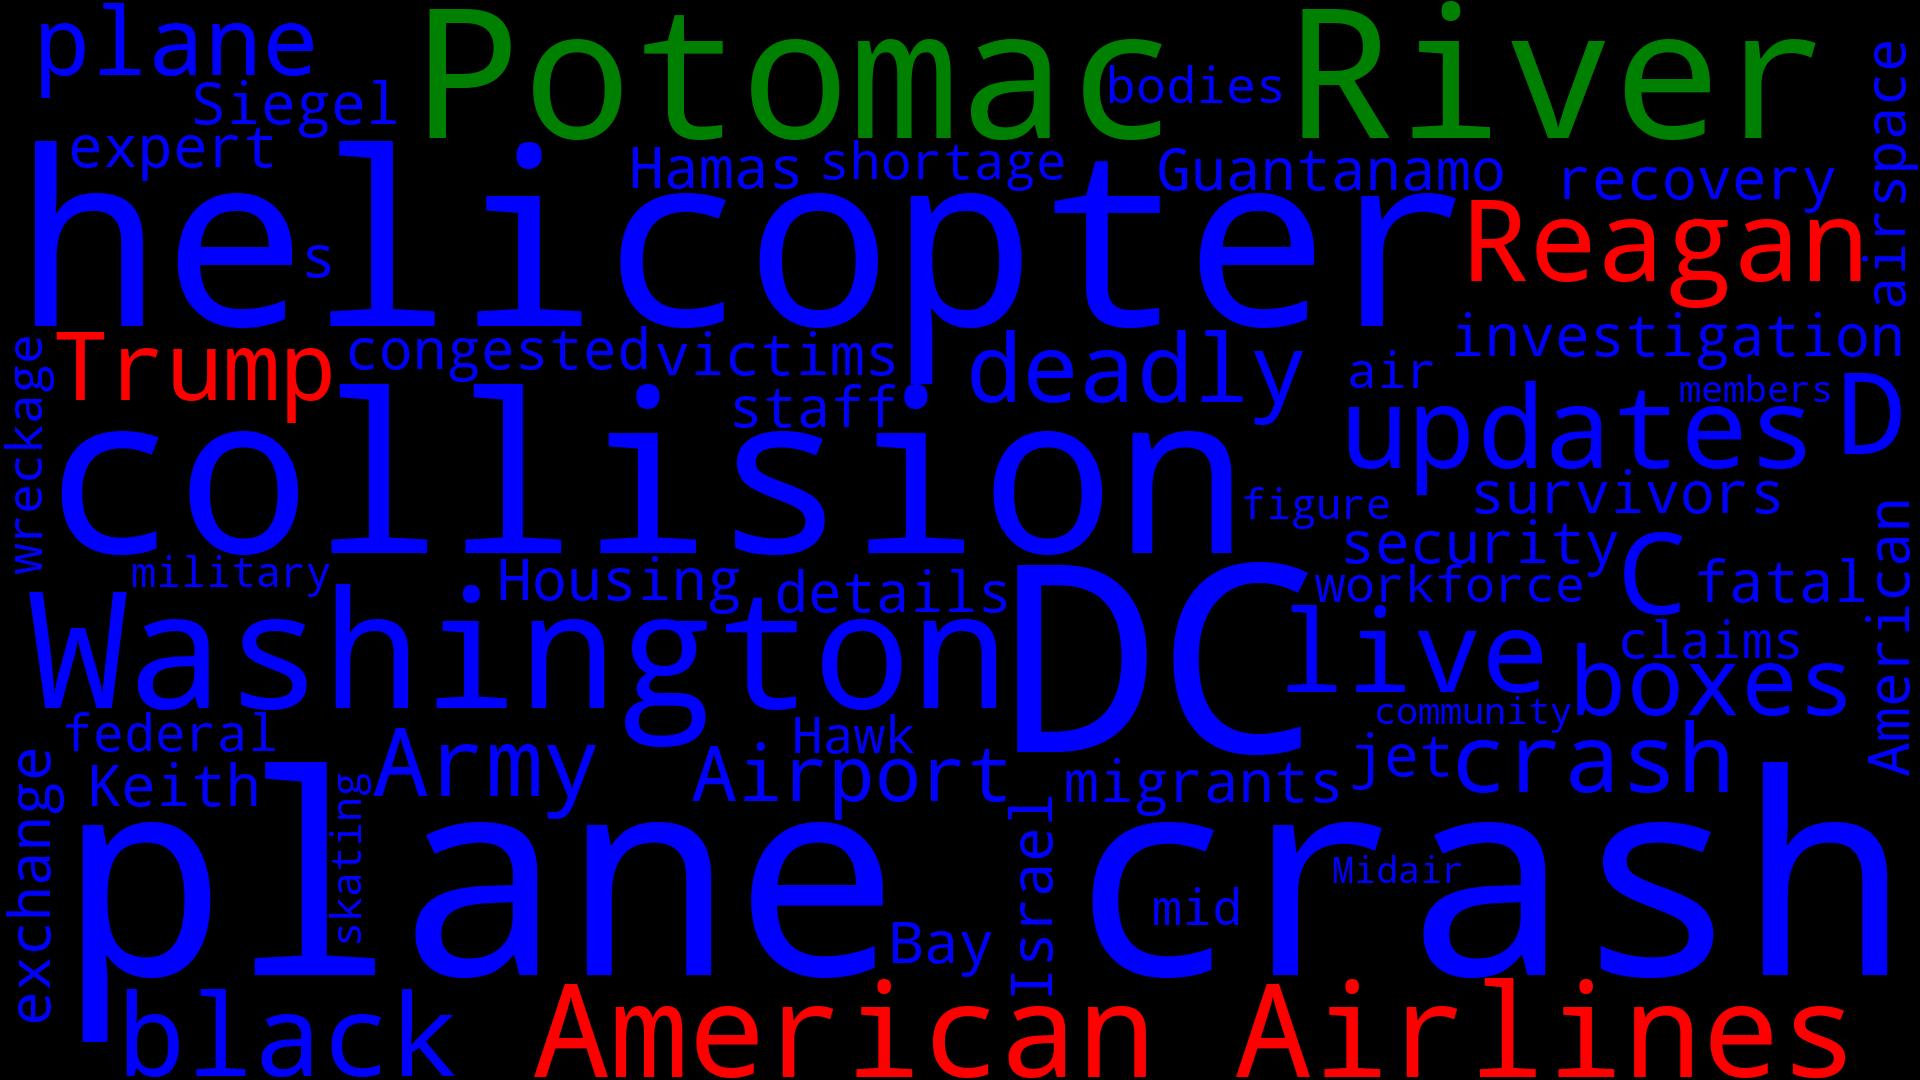 plane
Potomac River
bodies
Siegel
expert
airspace
Hamas
shortage
Guantanamo
recovery
helicopter
s
Reagan
Trump
congested
victims
deadly
investigation
air
members
wreckage
staff
updates
D
collision
figure
survivors
military
Housing
details
security
C
fatal
workforce
American
Washington
DC
live
claims
boxes
community
federal
Army
Hawk
Airport
migrants
jet
crash
Keith
exchange
skating
plane crash
Israel
Midair
mid
Bay
black
American Airlines